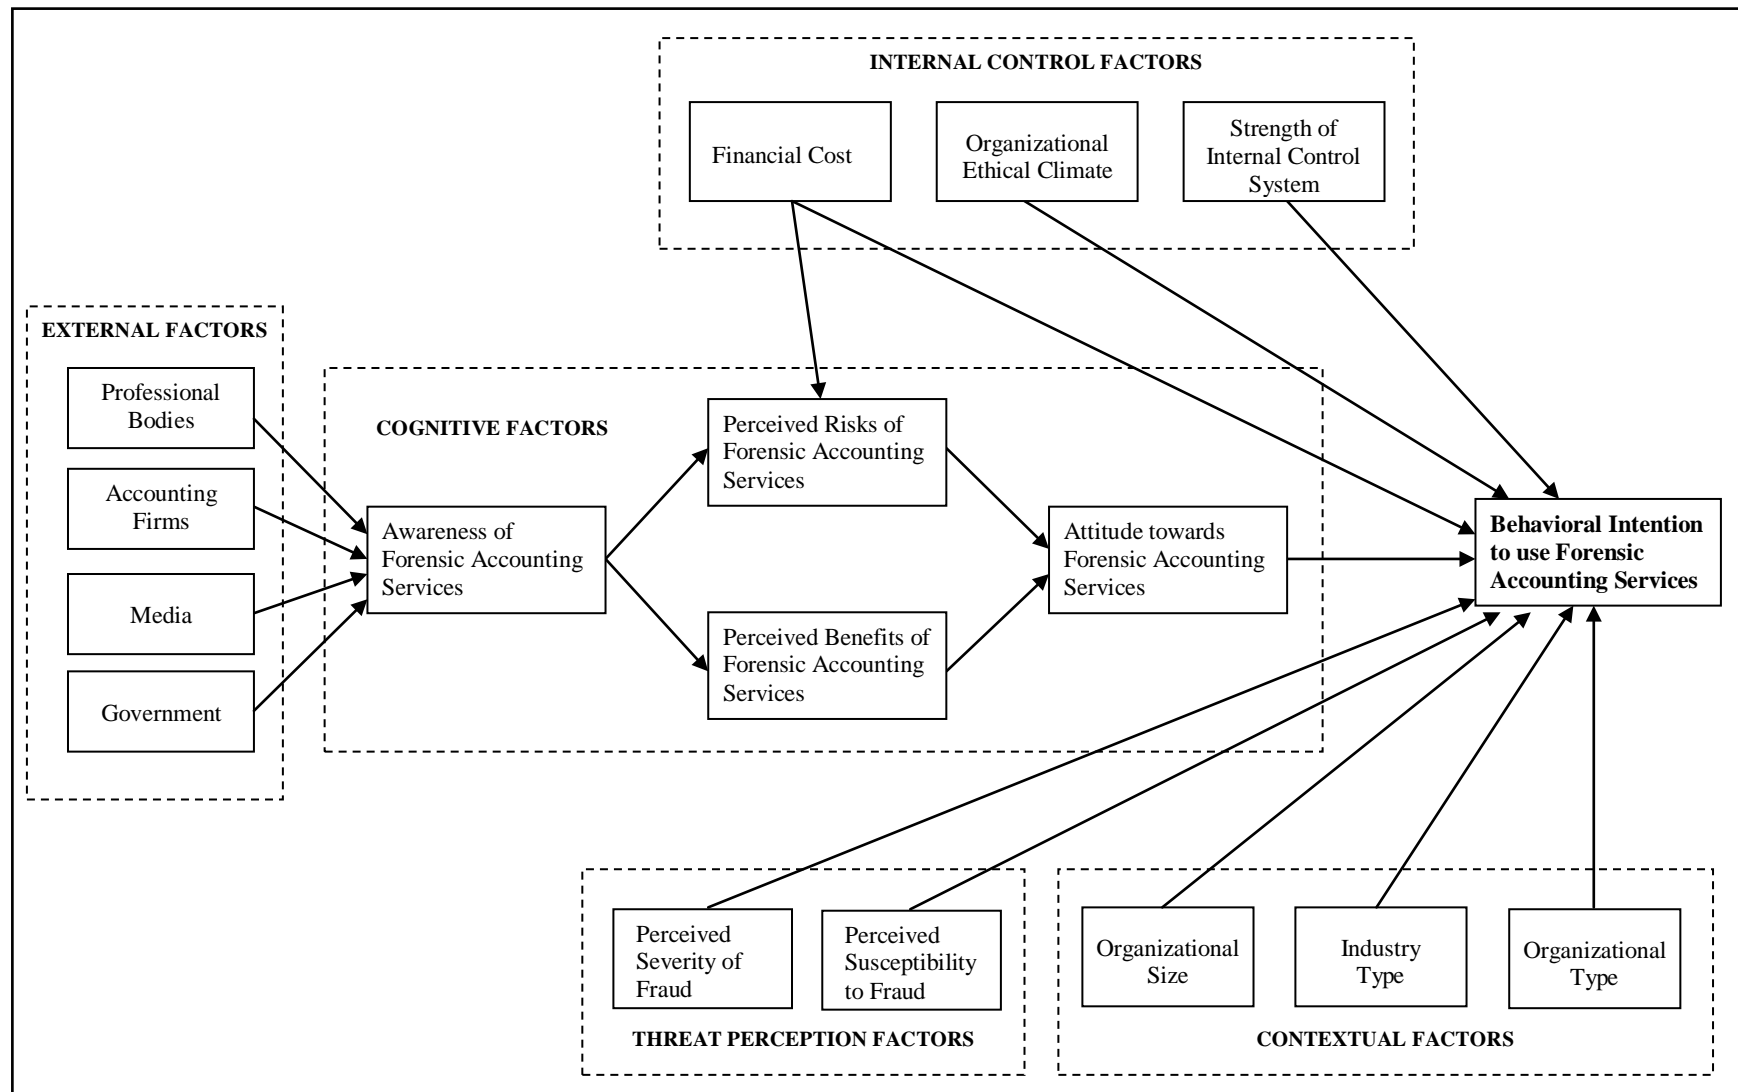 INTERNAL CONTROL FACTORS
Financial Cost
Organizational
Ethical Climate
Strength of
Internal Control
System
EXTERNAL FACTORS
Professional
Bodies
Accounting
Firms
Media
Government
COGNITIVE FACTORS
Awareness of
Forensic Accounting
Services
Perceived Risks of
Forensic Accounting
Services
Perceived Benefits of
Forensic Accounting
Services
Attitude towards
Forensic Accounting
Services
Behavioral Intention
to use Forensic
Accounting Services
Perceived
Severity of
Fraud
Perceived
Susceptibility
to Fraud
THREAT PERCEPTION FACTORS
Organizational
Size
Industry
Type
Organizational
Type
CONTEXTUAL FACTORS